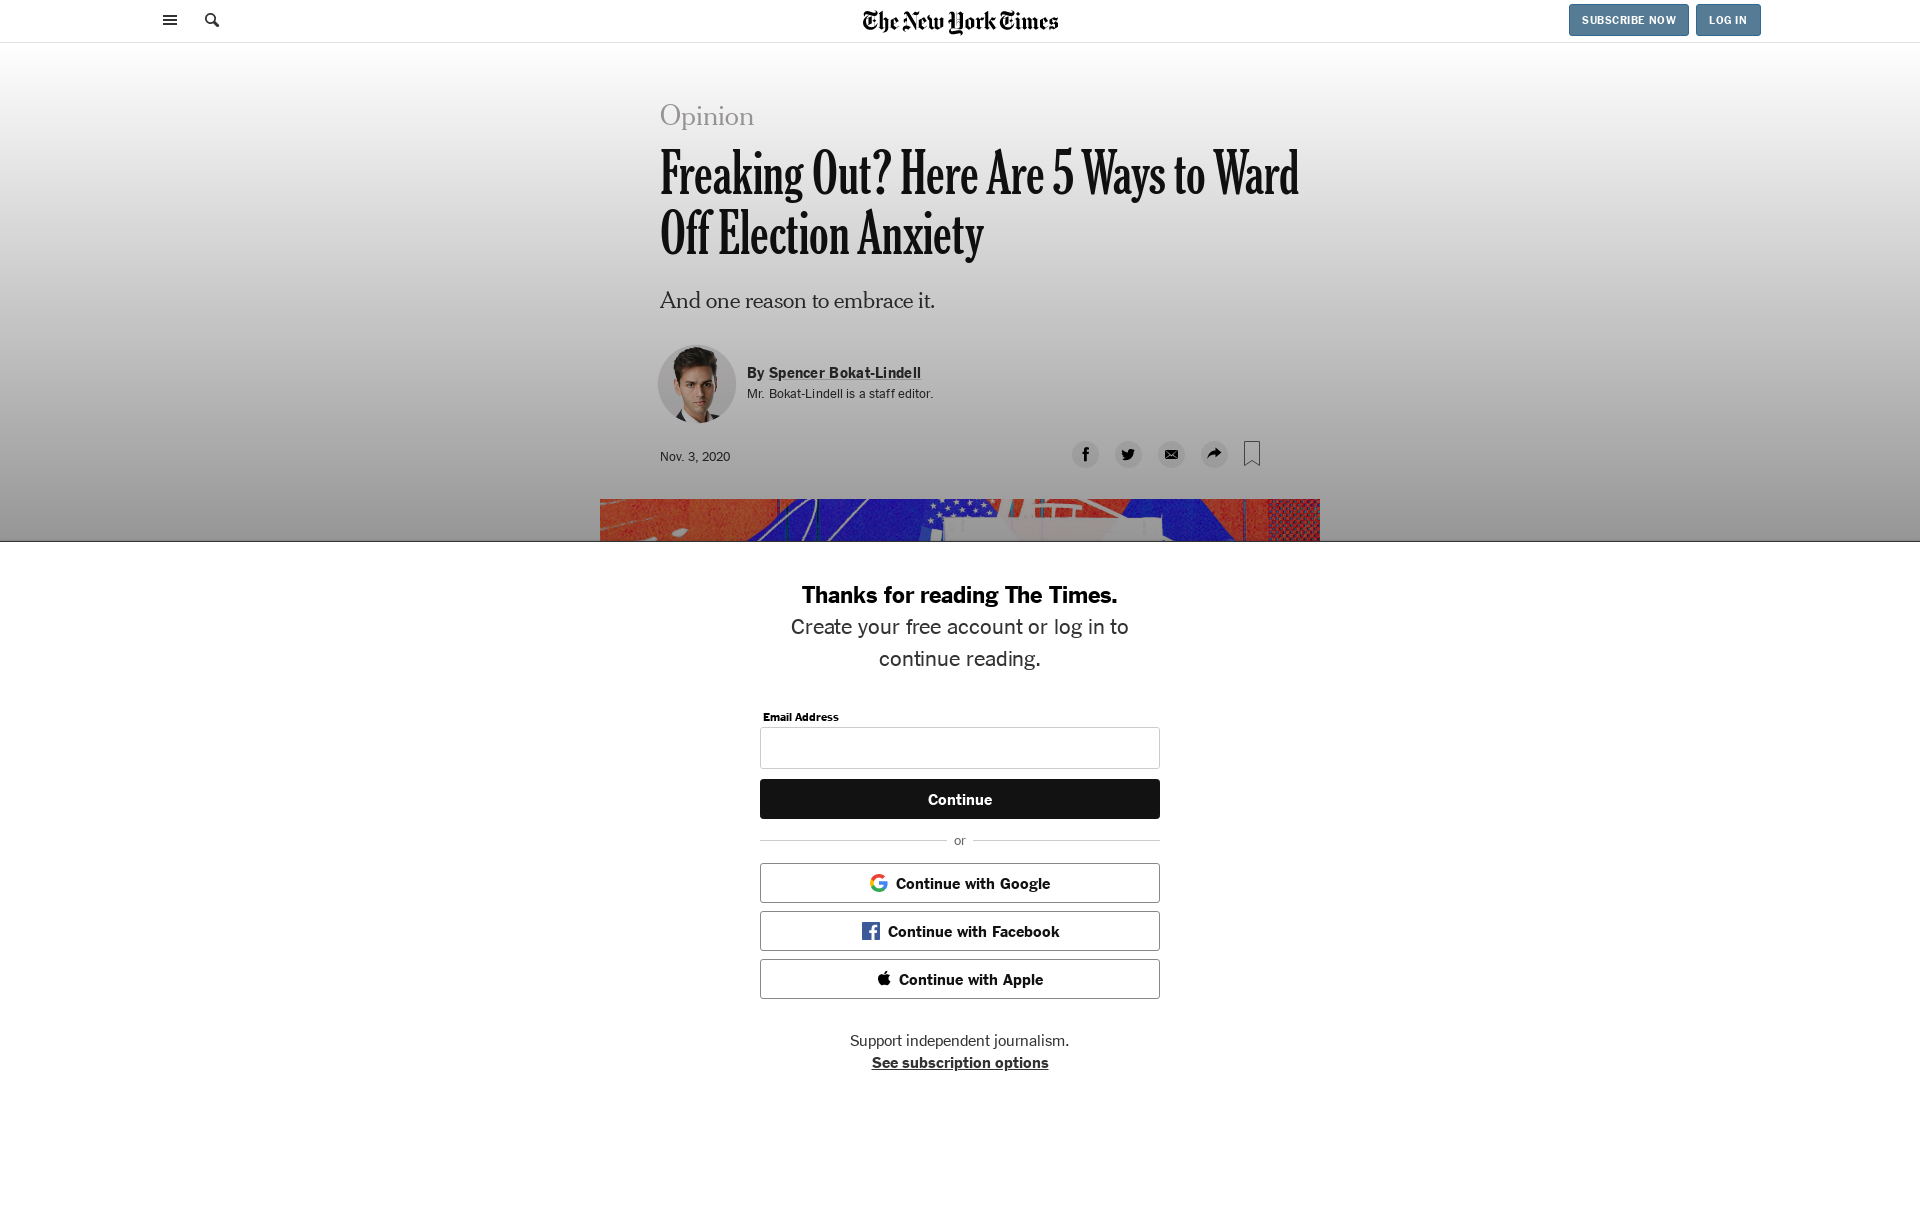 The New York Times
SUBSCRIBE NOW
LOG IN
Opinion
Freaking Out? Here Are 5 Ways to Ward
Off Election Anxiety
And one reason to embrace it.
By Spencer Bokat-Lindell
Mr. Bokat-Lindell is a staff editor.
Nov. 3, 2020
Thanks for reading The Times.
Create your free account or log in to
continue reading.
Email Address
Continue
or
Continue with Google
Continue with Facebook
Continue with Apple
Support independent journalism.
See subscription options